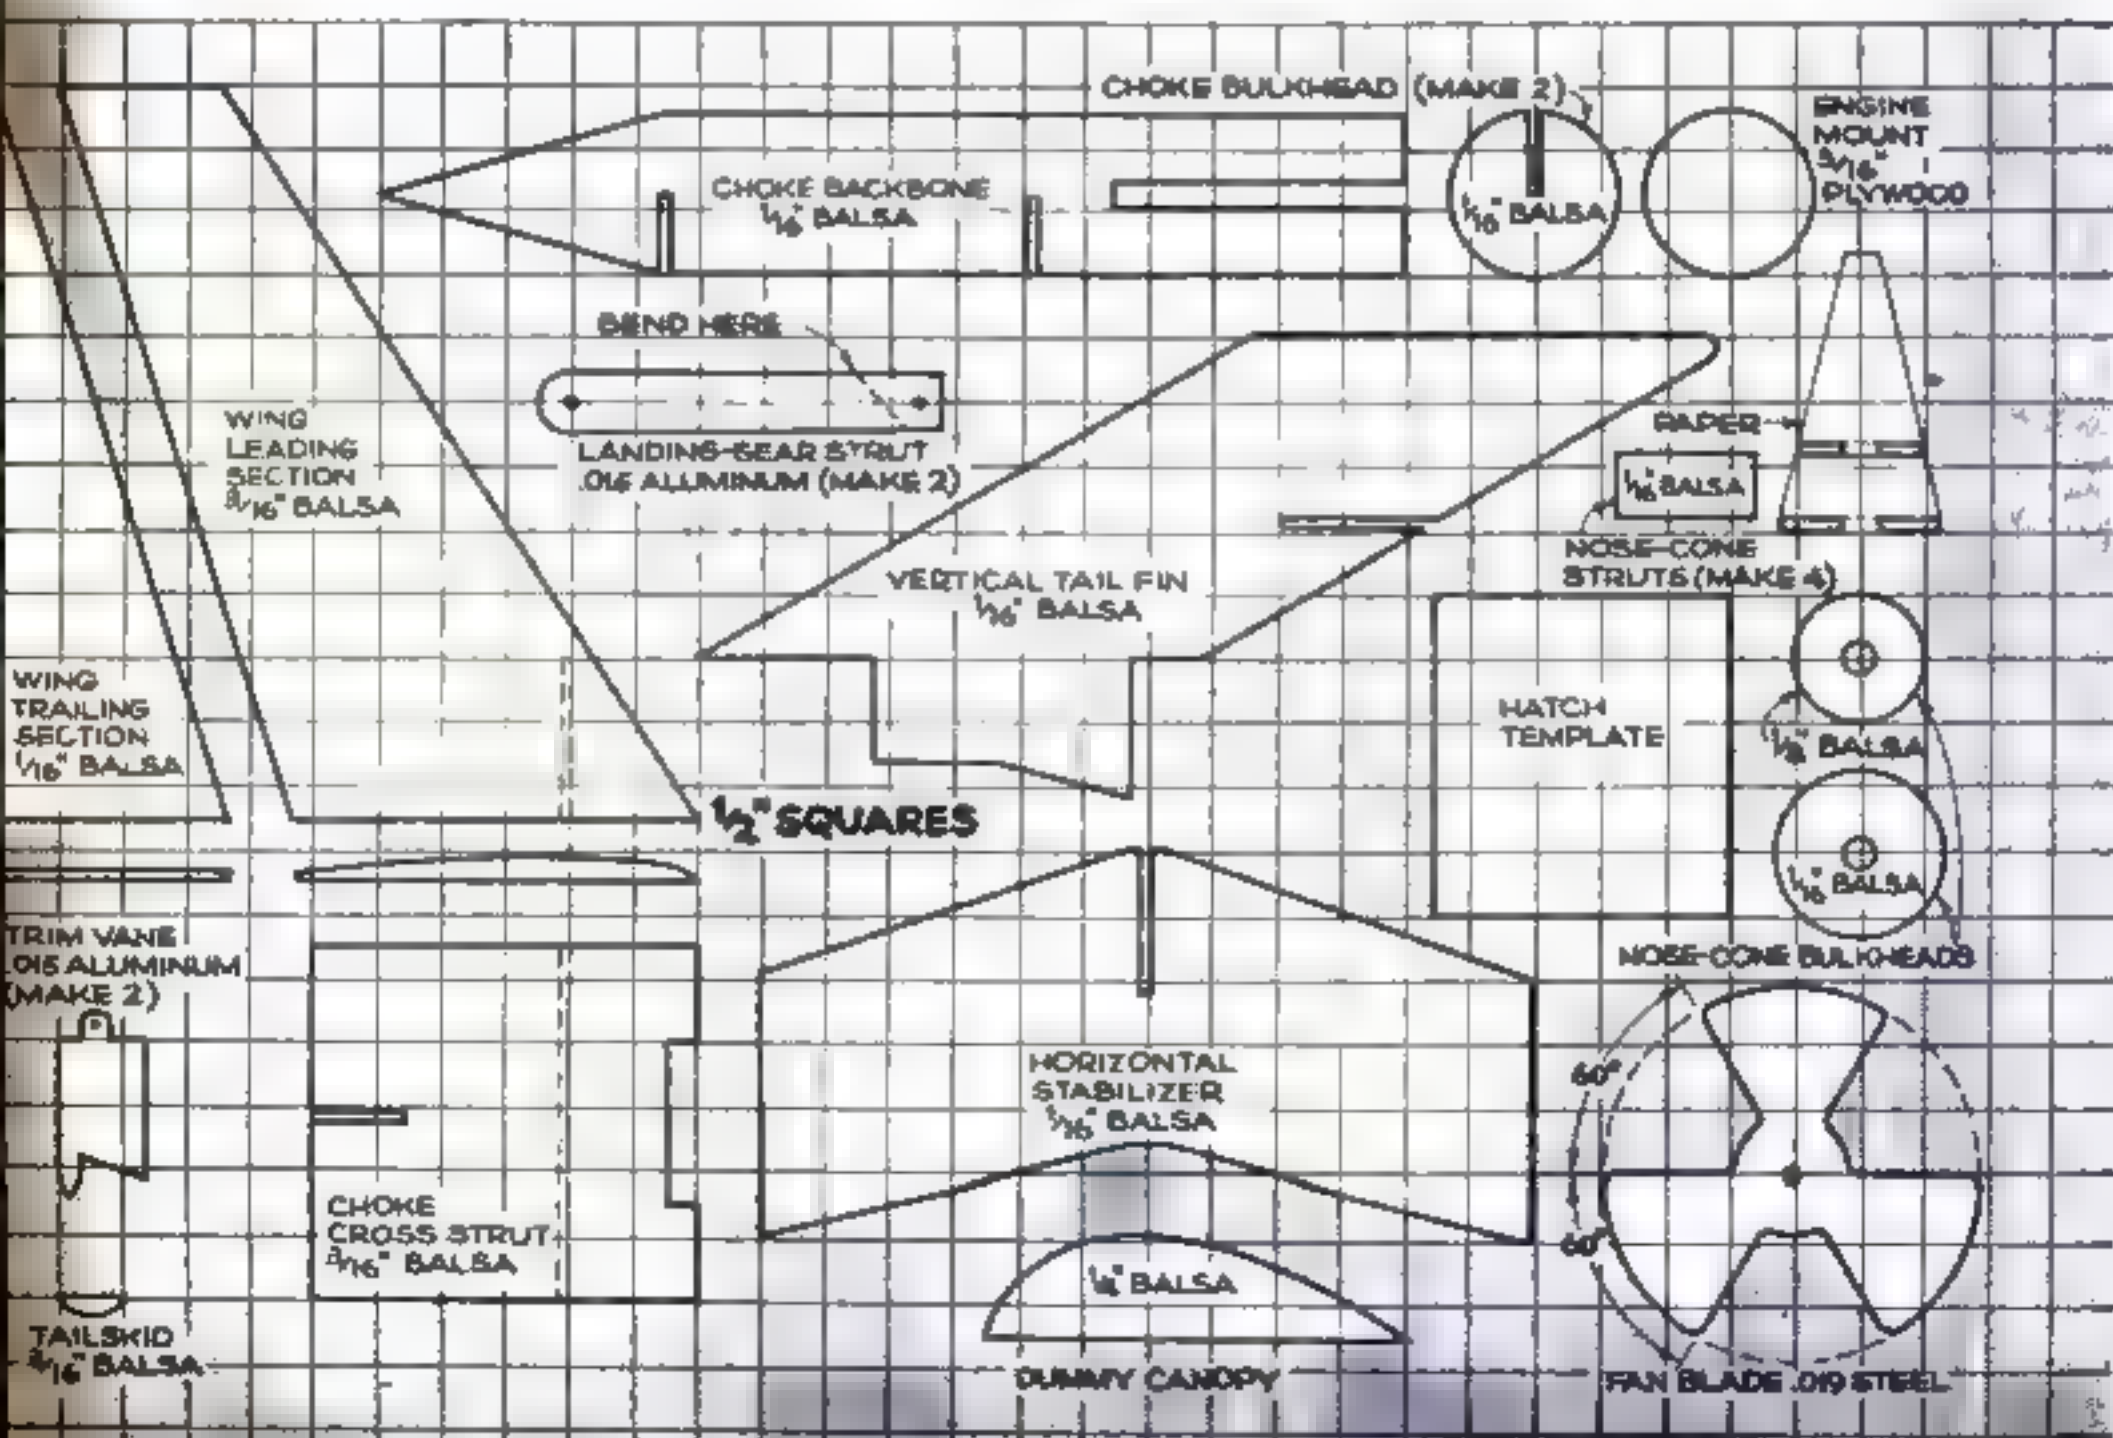 CHOKE BULKHEAD (MAKE 2)
ENGINE
MOUNT
3/16"
PLYWOOD
CHOKE BACKBONE
1/16" BALSA
1/16" BALSA
BEND HERE
WING
LEADING
SECTION
3/16" BALSA
LANDING-GEAR STRUT
.016 ALUMINUM (MAKE 2)
PAPER
1/16" BALSA
NOSE-CONE
STRUTS (MAKE 4)
VERTICAL TAIL FIN
1/16" BALSA
WING
TRAILING
SECTION
1/16" BALSA
HATCH
TEMPLATE
BALSA
1/2" SQUARES
1/16" BALSA
TRIM VANE
.016 ALUMINUM
(MAKE 2)
NOSE-CONE BULKHEADS
HORIZONTAL
STABILIZER
1/16" BALSA
60°
60°
CHOKE
CROSS STRUT
3/16" BALSA
BALSA
TAILSKID
3/16" BALSA
DUMMY CANOPY
FAN BLADE .019 STEEL